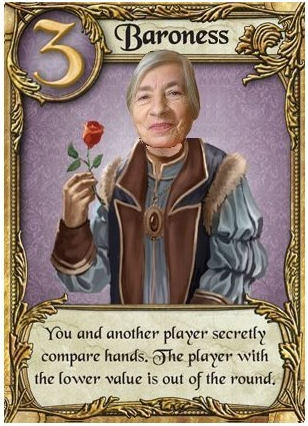 3 Baroness
You and another player secretly
compare hands. The player with
the lower value is out of the round.